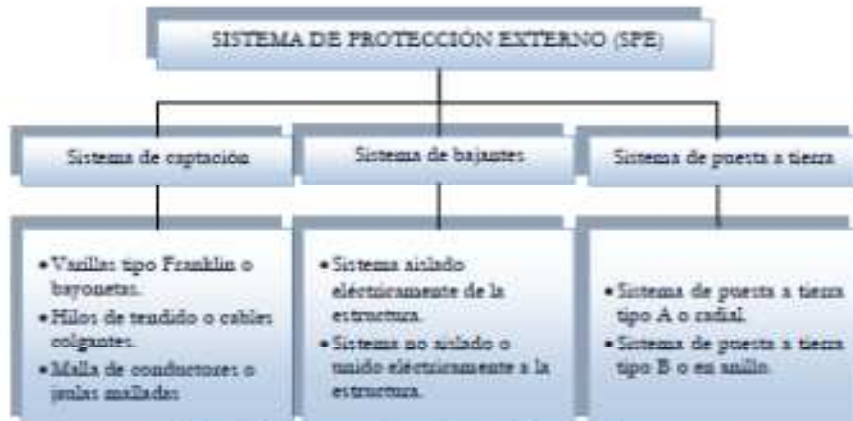 SISTEMA DE PROTECCIÓN EXTERNO (SPE)
Sistema de captación
Sistema de bajantes
Sistema de puesta a tierra
• Varillas tipo Franklin o
bayonetas.
• Hilos de tendido o cables
colgantes.
• Malla de conductores o
jaulas malladas
• Sistema aislado
eléctricamente de la
estructura.
• Sistema no aislado o
unido eléctricamente a la
estructura.
• Sistema de puesta a tierra
tipo A o radial.
• Sistema de puesta a tierra
tipo B o en anillo.